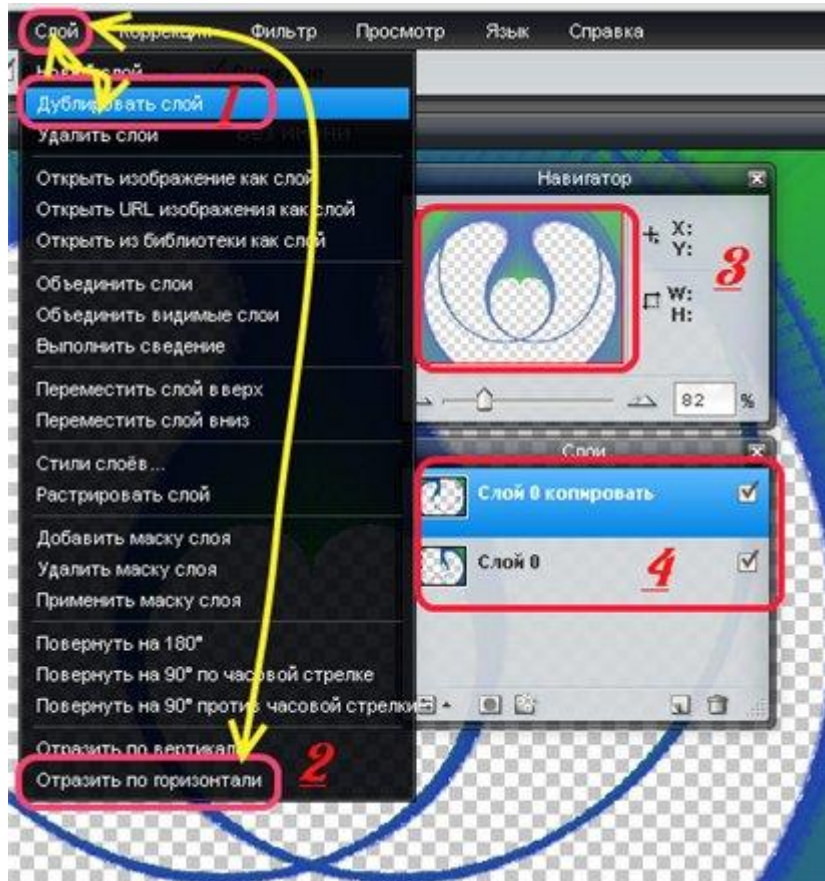 Слой Коррекция Фильтр Просмотр Язык Справка
Новый слой
Дублировать слой 1
Удалить слои
Открыть изображение как слой
Открыть URL изображения как слой
Открыть из библиотеки как слой
Объединить слои
Объединить видимые слои
Выполнить сведение
Переместить слой вверх
Переместить слой вниз
Стили слоёв...
Растрировать слой
Добавить маску слоя
Удалить маску слоя
Применить маску слоя
Повернуть на 180°
Повернуть на 90° по часовой стрелке
Повернуть на 90° против часовой стрелки
Отразить по вертикали
Отразить по горизонтали 2
Навигатор
X:
Y:
3
W:
H:
82 %
Слои
Слой 0 копировать
Слой 0 4